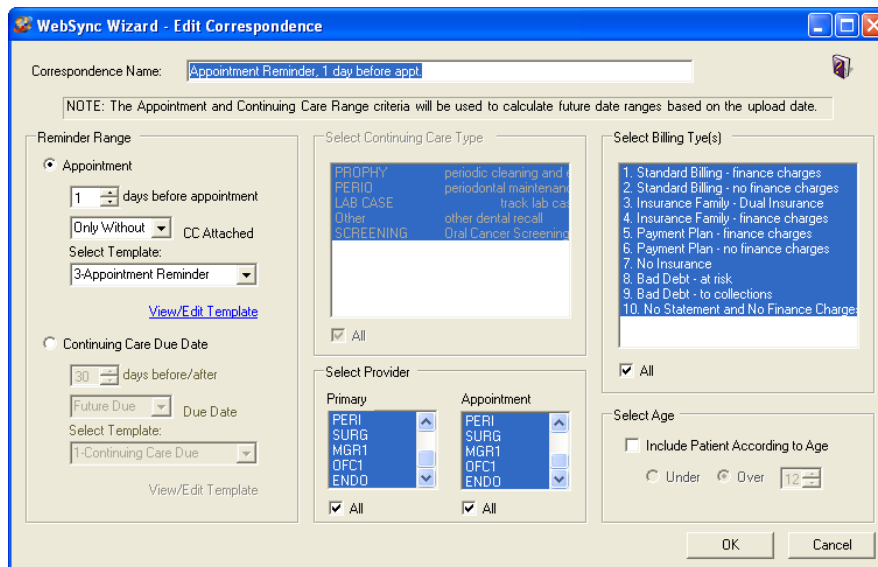 WebSync Wizard - Edit Correspondence
Correspondence Name: Appointment Reminder, 1 day before appt.
NOTE: The Appointment and Continuing Care Range criteria will be used to calculate future date ranges based on the upload date.
Reminder Range
Appointment
1 days before appointment
Only Without CC Attached
Select Template:
3-Appointment Reminder
View/Edit Template
Continuing Care Due Date
30 days before/after
Future Due Due Date
Select Template:
1-Continuing Care Due
View/Edit Template
Select Continuing Care Type
PROPHY periodic cleaning and e
PERIO periodontal maintenanc
LAB CASE track lab cas
Other other dental recall
SCREENING Oral Cancer Screening
All
Select Provider
Primary
PERI
SURG
MGR1
OFC1
ENDO
All
Appointment
PERI
SURG
MGR1
OFC1
ENDO
All
Select Billing Tye(s)
1. Standard Billing - finance charges
2. Standard Billing - no finance charges
3. Insurance Family - Dual Insurance
4. Insurance Family - finance charges
5. Payment Plan - finance charges
6. Payment Plan - no finance charges
7. No Insurance
8. Bad Debt - at risk
9. Bad Debt - to collections
10. No Statement and No Finance Charge
All
Select Age
Include Patient According to Age
Under Over 12
OK Cancel